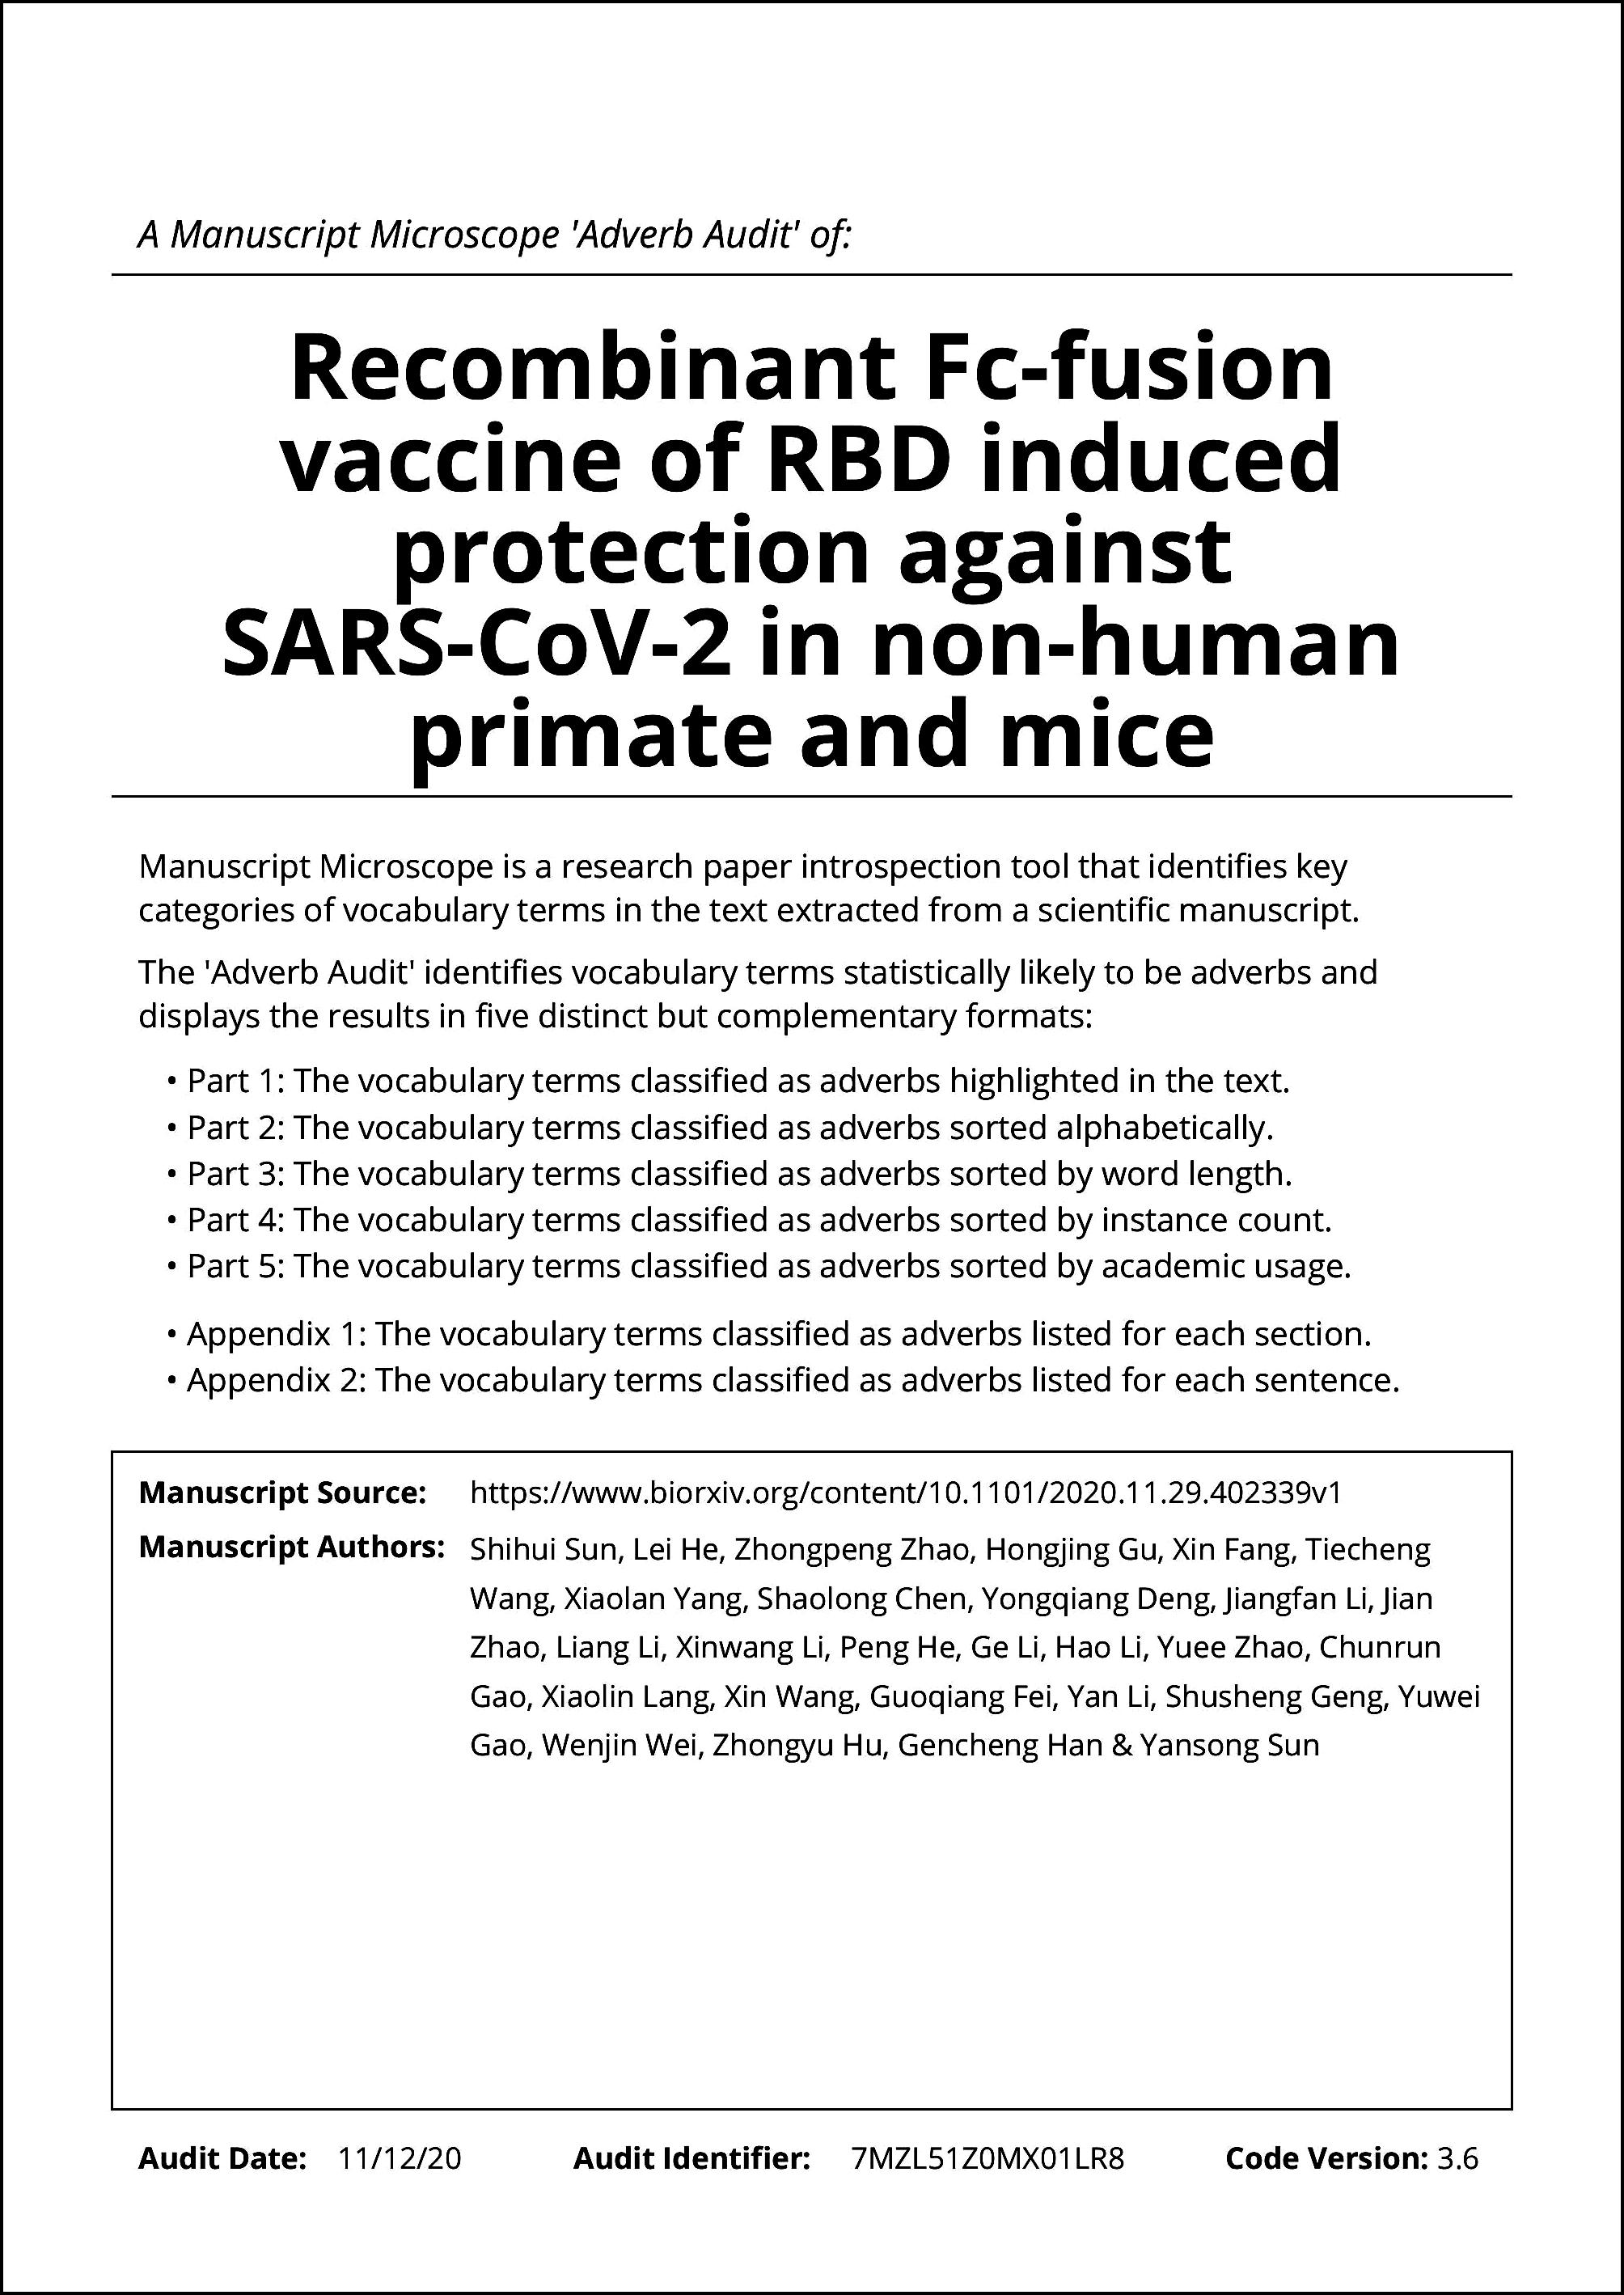 A Manuscript Microscope 'Adverb Audit' of:
Recombinant Fc-fusion
vaccine of RBD induced
protection against
SARS-CoV-2 in non-human
primate and mice
Manuscript Microscope is a research paper introspection tool that identifies key
categories of vocabulary terms in the text extracted from a scientific manuscript.
The 'Adverb Audit' identifies vocabulary terms statistically likely to be adverbs and
displays the results in five distinct but complementary formats:
• Part 1: The vocabulary terms classified as adverbs highlighted in the text.
• Part 2: The vocabulary terms classified as adverbs sorted alphabetically.
• Part 3: The vocabulary terms classified as adverbs sorted by word length.
• Part 4: The vocabulary terms classified as adverbs sorted by instance count.
• Part 5: The vocabulary terms classified as adverbs sorted by academic usage.
• Appendix 1: The vocabulary terms classified as adverbs listed for each section.
• Appendix 2: The vocabulary terms classified as adverbs listed for each sentence.
Manuscript Source: https://www.biorxiv.org/content/10.1101/2020.11.29.402339v1
Manuscript Authors: Shihui Sun, Lei He, Zhongpeng Zhao, Hongjing Gu, Xin Fang, Tiecheng
Wang, Xiaolan Yang, Shaolong Chen, Yongqiang Deng, Jiangfan Li, Jian
Zhao, Liang Li, Xinwang Li, Peng He, Ge Li, Hao Li, Yuee Zhao, Chunrun
Gao, Xiaolin Lang, Xin Wang, Guoqiang Fei, Yan Li, Shusheng Geng, Yuwei
Gao, Wenjin Wei, Zhongyu Hu, Gencheng Han & Yansong Sun
Audit Date: 11/12/20 Audit Identifier: 7MZL51Z0MX01LR8 Code Version: 3.6